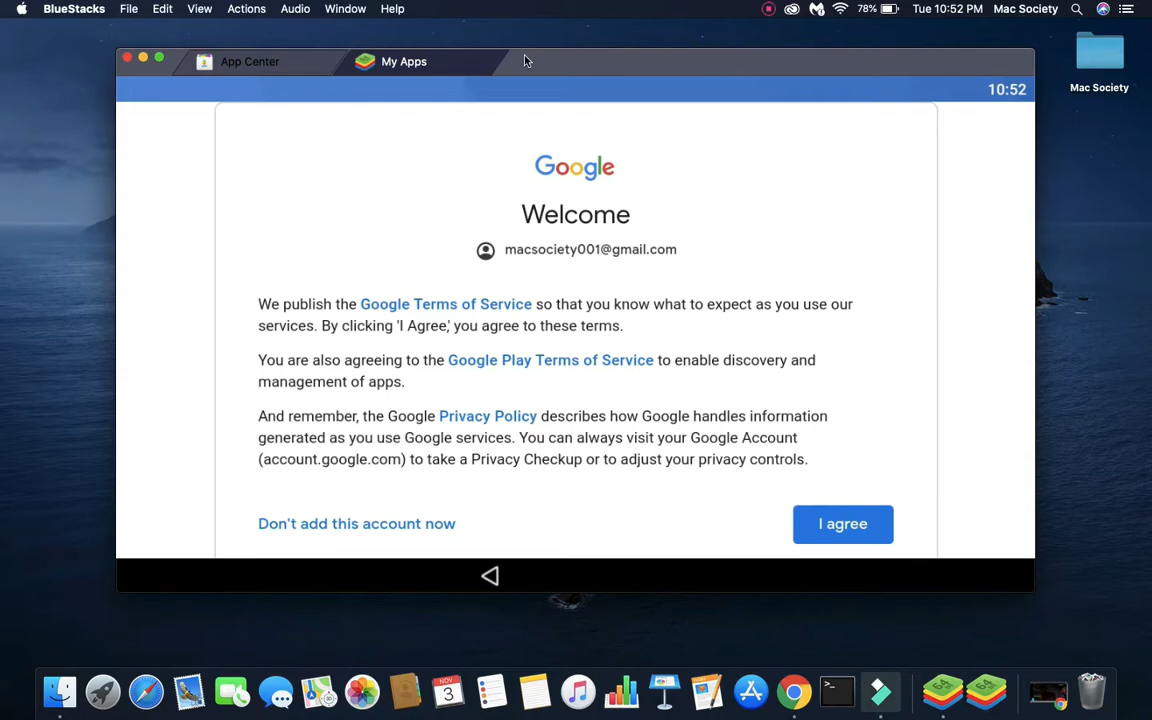 BlueStacks File Edit View Actions Audio Window Help 78% Tue 10:52 PM Mac Society
App Center My Apps
Mac Society
10:52
Google
Welcome
macsociety001@gmail.com
We publish the Google Terms of Service so that you know what to expect as you use our
services. By clicking 'I Agree,' you agree to these terms.
You are also agreeing to the Google Play Terms of Service to enable discovery and
management of apps.
And remember, the Google Privacy Policy describes how Google handles information
generated as you use Google services. You can always visit your Google Account
(account.google.com) to take a Privacy Checkup or to adjust your privacy controls.
Don't add this account now I agree
NOV
3